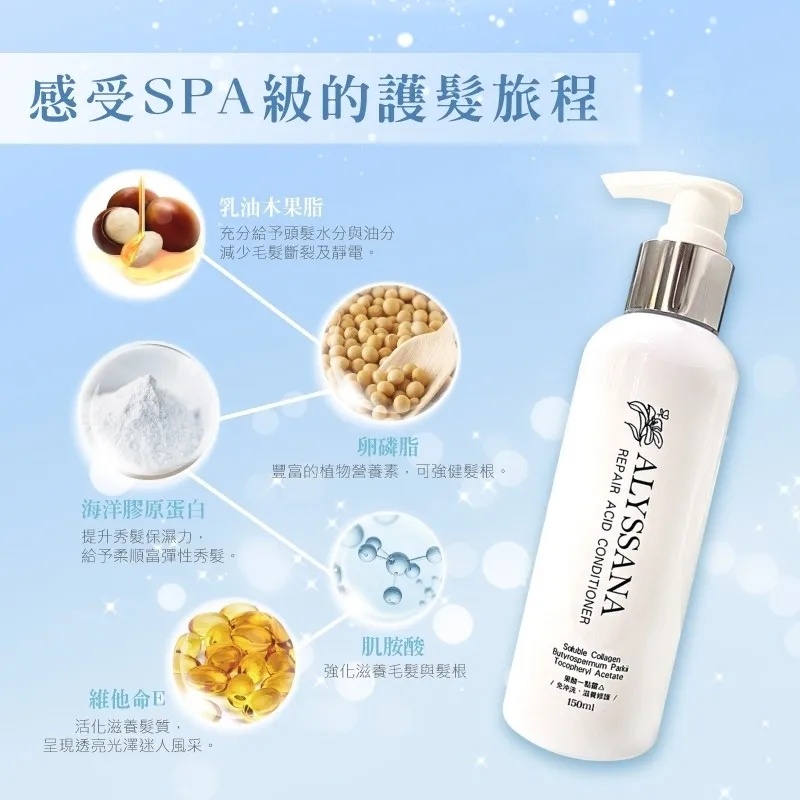 感受SPA級的護髮旅程
乳油木果脂
充分給予頭髮水分與油分
減少毛髮斷裂及靜電。
卵磷脂
豐富的植物營養素，可強健髮根。
海洋膠原蛋白
提升秀髮保濕力，
給予柔順富彈性秀髮。
肌胺酸
強化滋養毛髮與髮根
維他命E
活化滋養髮質，
呈現透亮光澤迷人風采。
ALYSSANA
REPAIR ACID CONDITIONER
Soluble Collagen
Butyrospermum Parkii
Tocopheryl Acetate
/ 免沖洗．滋養修護 /
150ml